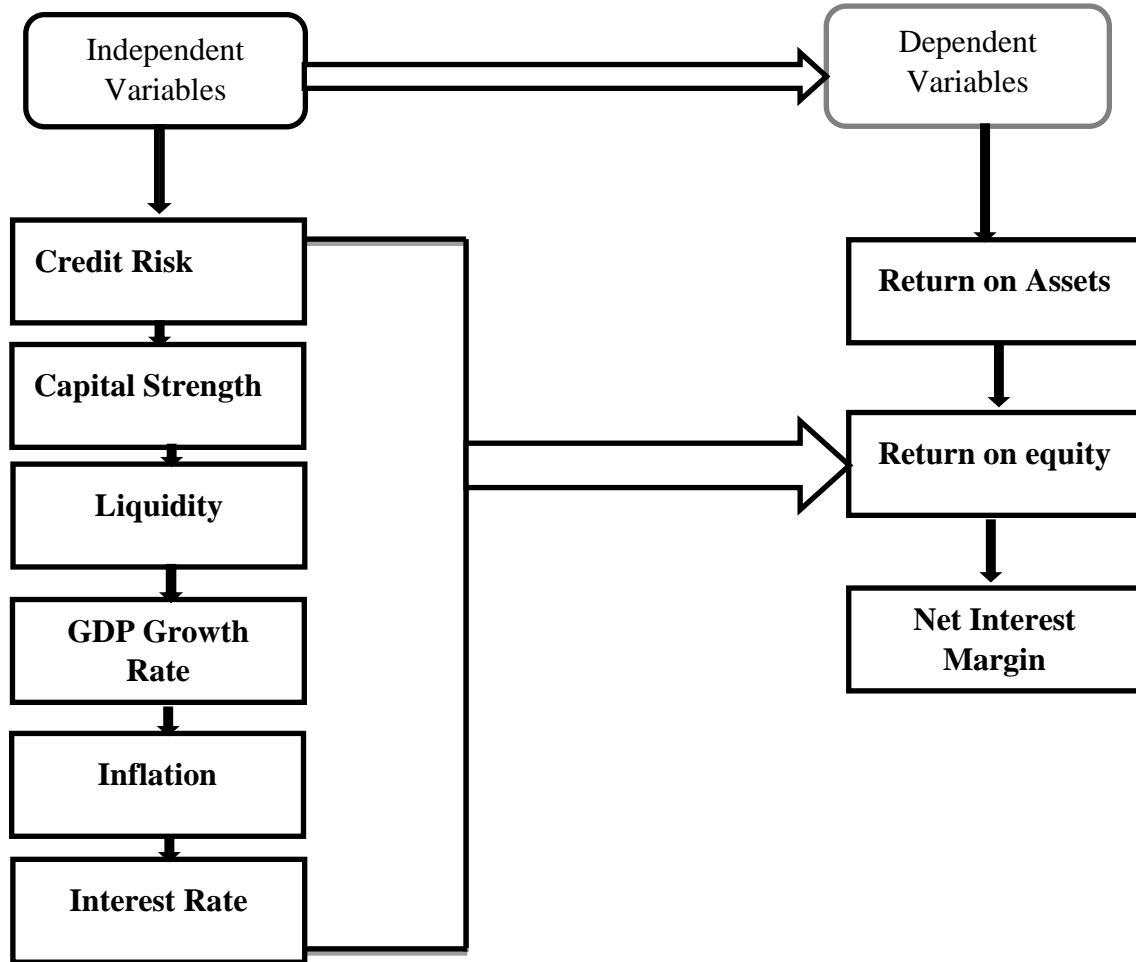 Independent
Variables
Dependent
Variables
Credit Risk
Capital Strength
Liquidity
GDP Growth
Rate
Inflation
Interest Rate
Return on Assets
Return on equity
Net Interest
Margin